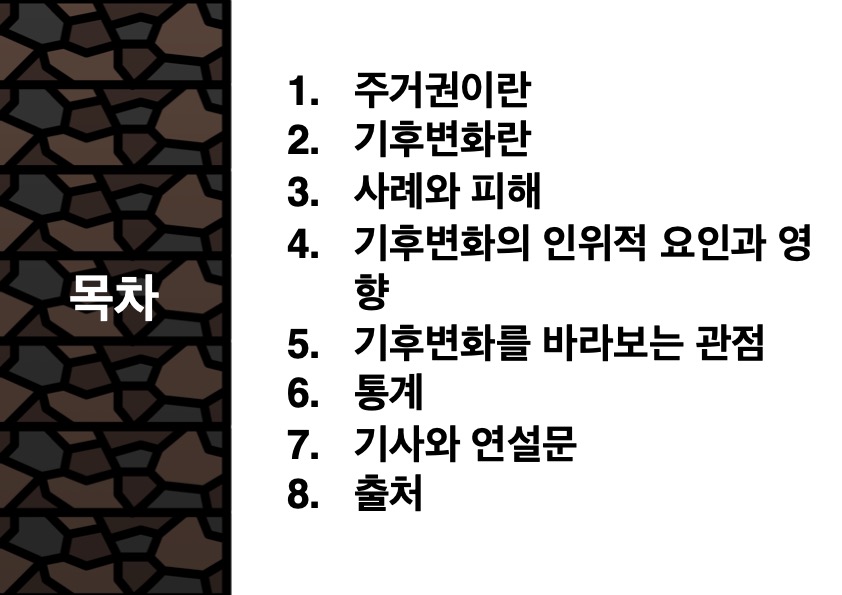 목차
1. 주거권이란
2. 기후변화란
3. 사례와 피해
4. 기후변화의 인위적 요인과 영
향
5. 기후변화를 바라보는 관점
6. 통계
7. 기사와 연설문
8. 출처